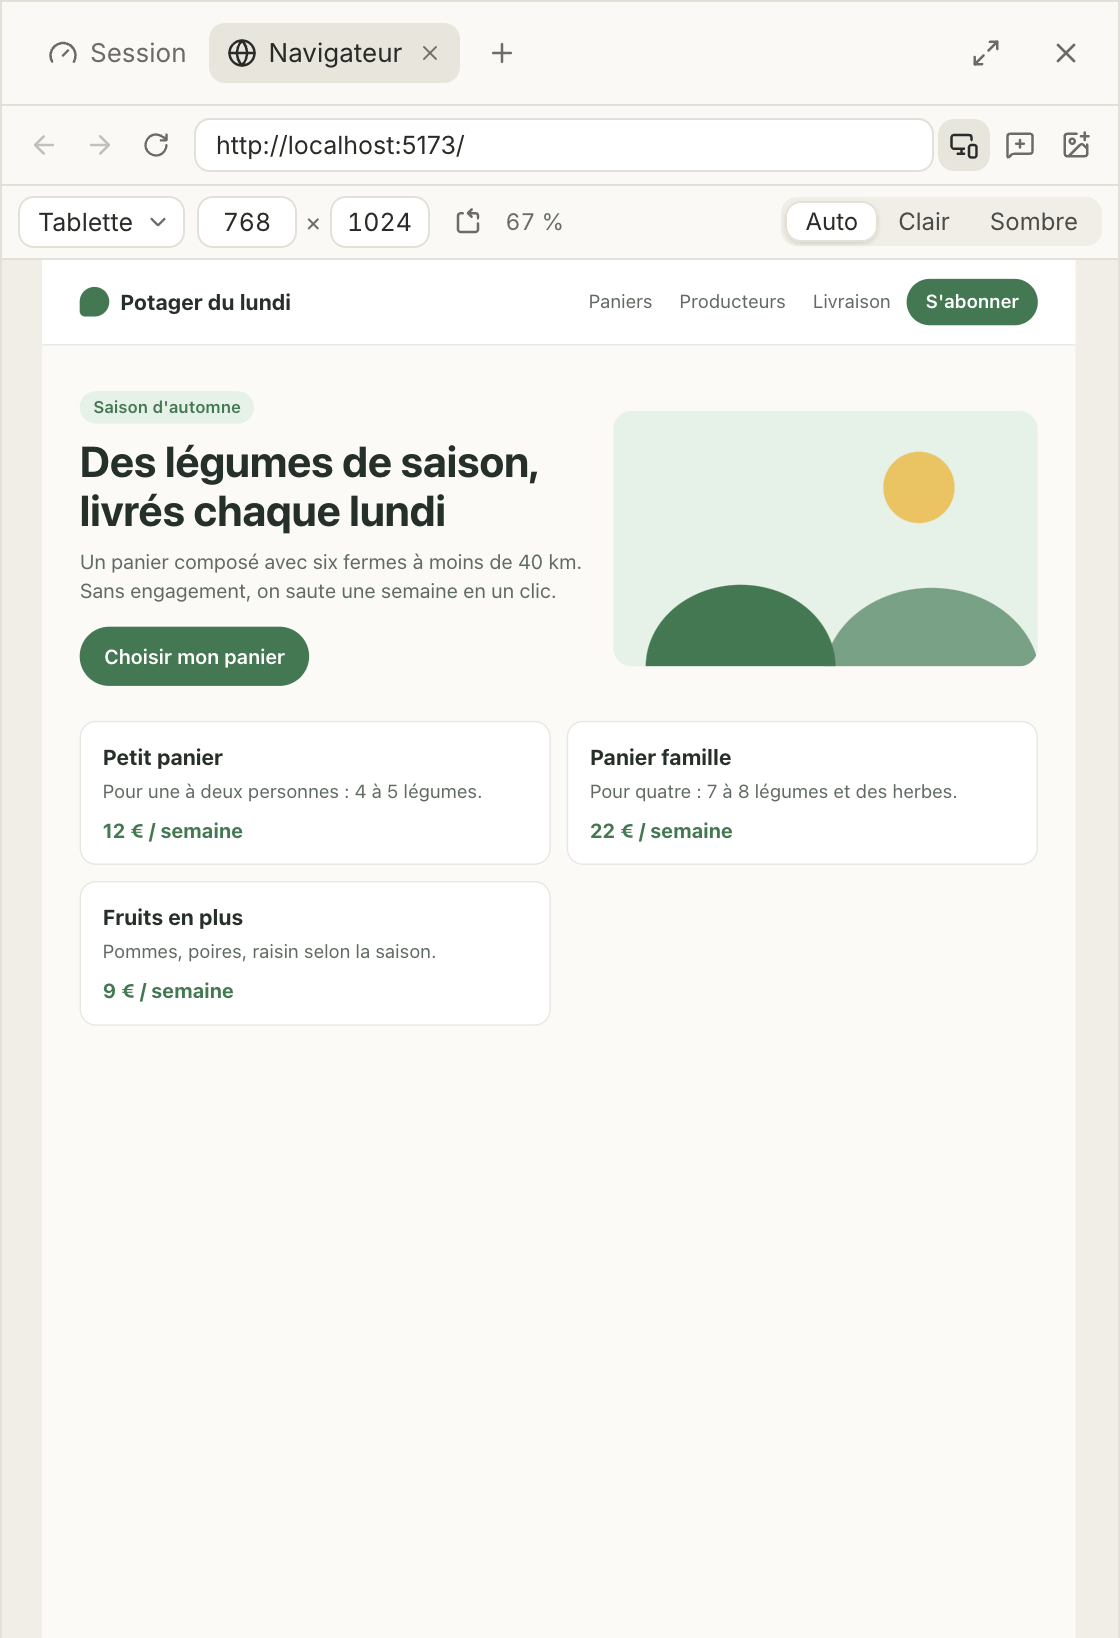 Session
Navigateur
http://localhost:5173/
Tablette
768 × 1024
67 %
Auto
Clair
Sombre
Potager du lundi
Paniers
Producteurs
Livraison
S'abonner
Saison d'automne
Des légumes de saison,
livrés chaque lundi
Un panier composé avec six fermes à moins de 40 km.
Sans engagement, on saute une semaine en un clic.
Choisir mon panier
Petit panier
Pour une à deux personnes : 4 à 5 légumes.
12 € / semaine
Panier famille
Pour quatre : 7 à 8 légumes et des herbes.
22 € / semaine
Fruits en plus
Pommes, poires, raisin selon la saison.
9 € / semaine